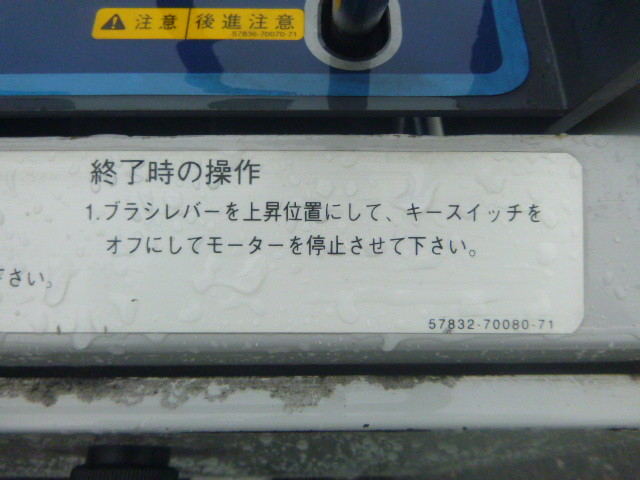 注意 後進注意
57836-70070-71
終了時の操作
1.ブラシレバーを上昇位置にして、キースイッチを
オフにしてモーターを停止させて下さい。
さい。
57832-70080-71